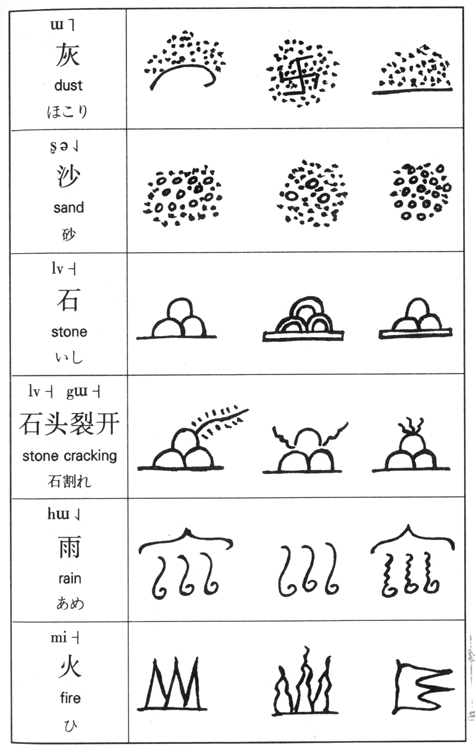 ɯ ˥
灰
dust
ほこり
ʂə ˩
沙
sand
砂
lv ˧
石
stone
いし
lv ˧ gɯ ˧
石头裂开
stone cracking
石割れ
hɯ ˩
雨
rain
あめ
mi ˧
火
fire
ひ